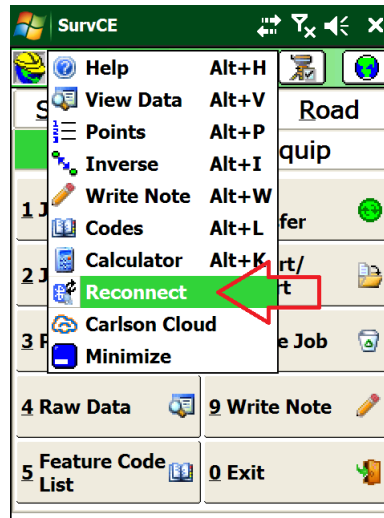 SurvCE
Help Alt+H
View Data Alt+V
Road
Points Alt+P
quip
Inverse Alt+I
Write Note Alt+W
1 J
fer
Codes Alt+L
Calculator Alt+K
rt/
2 J
rt
Reconnect
Carlson Cloud
3 F
e Job
Minimize
4 Raw Data
9 Write Note
5 Feature Code
List
0 Exit